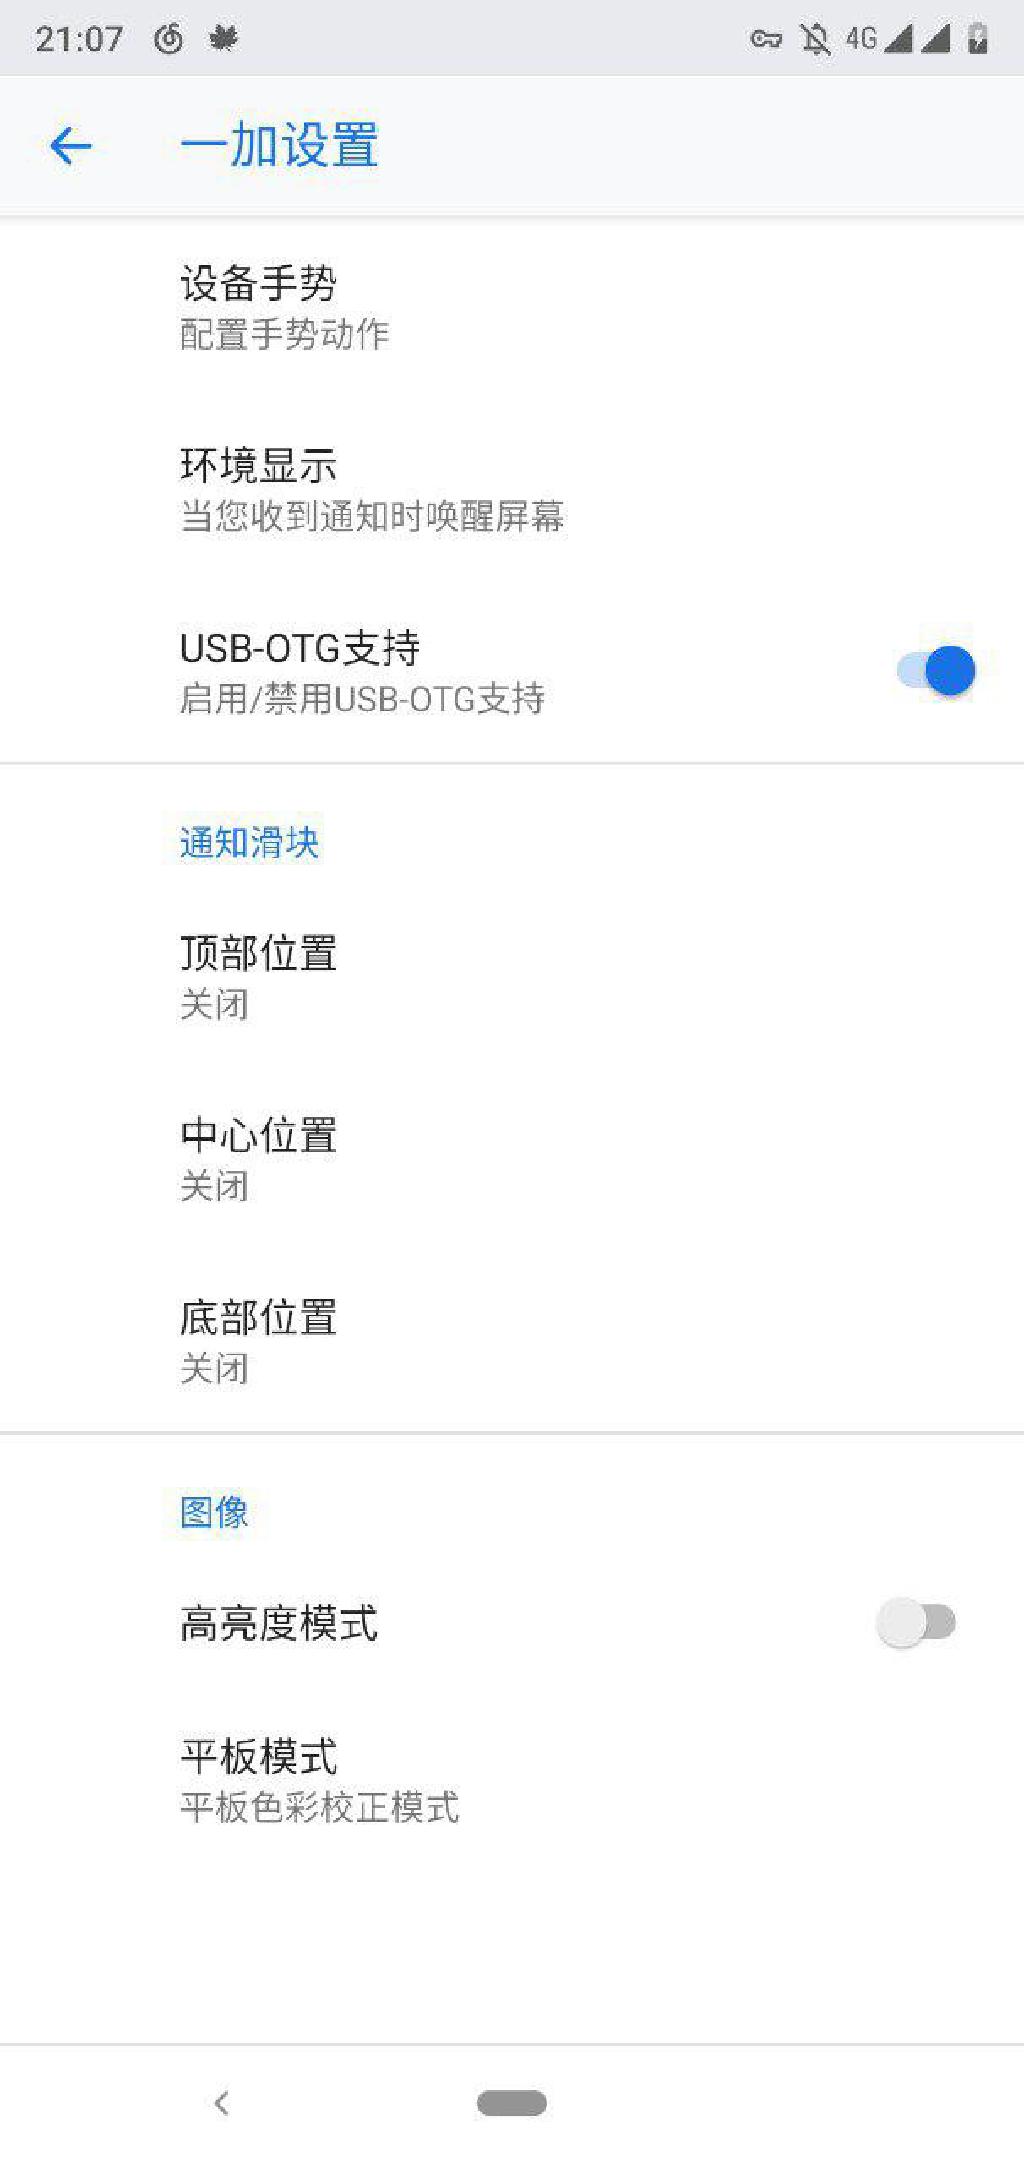 21:07 4G
一加设置
设备手势
配置手势动作
环境显示
当您收到通知时唤醒屏幕
USB-OTG支持
启用/禁用USB-OTG支持
通知滑块
顶部位置
关闭
中心位置
关闭
底部位置
关闭
图像
高亮度模式
平板模式
平板色彩校正模式